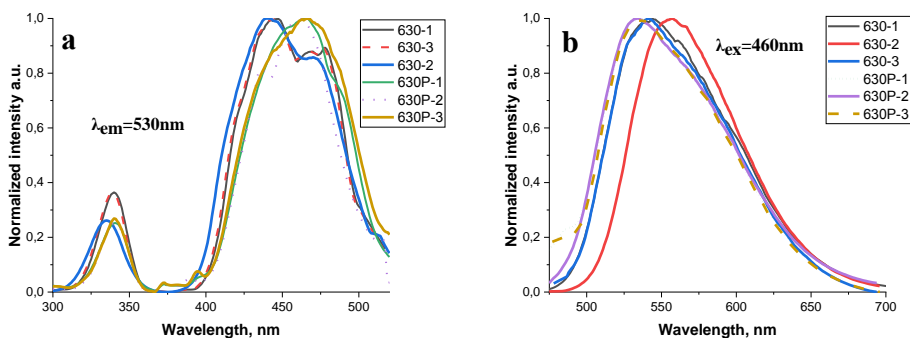 a
λem=530nm
630-1
630-3
630-2
630P-1
630P-2
630P-3
Normalized intensity a.u.
1,0
0,8
0,6
0,4
0,2
0,0
300 350 400 450 500
Wavelength, nm
b
λex=460nm
630-1
630-2
630-3
630P-1
630P-2
630P-3
Normalized intensity a.u.
1,0
0,8
0,6
0,4
0,2
0,0
500 550 600 650 700
Wavelength, nm